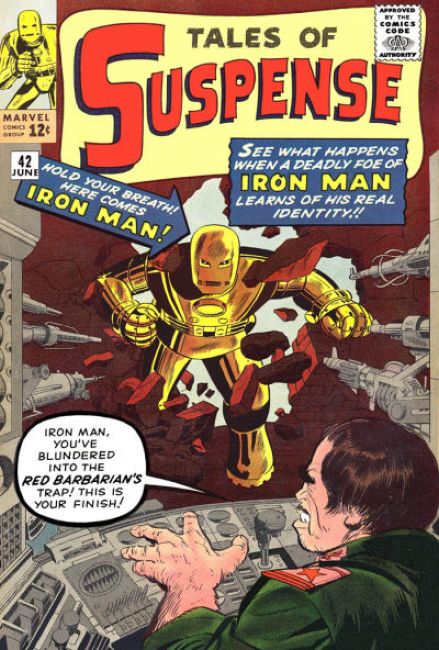 MARVEL
COMICS
GROUP
12¢
42
JUNE
APPROVED
BY THE
COMICS
CODE
AUTHORITY
TALES OF
SUSPENSE
HOLD YOUR BREATH!
HERE COMES
IRON MAN!
SEE WHAT HAPPENS
WHEN A DEADLY FOE OF
IRON MAN
LEARNS OF HIS REAL
IDENTITY!!
IRON MAN,
YOU'VE
BLUNDERED
INTO THE
RED BARBARIAN'S
TRAP! THIS IS
YOUR FINISH!